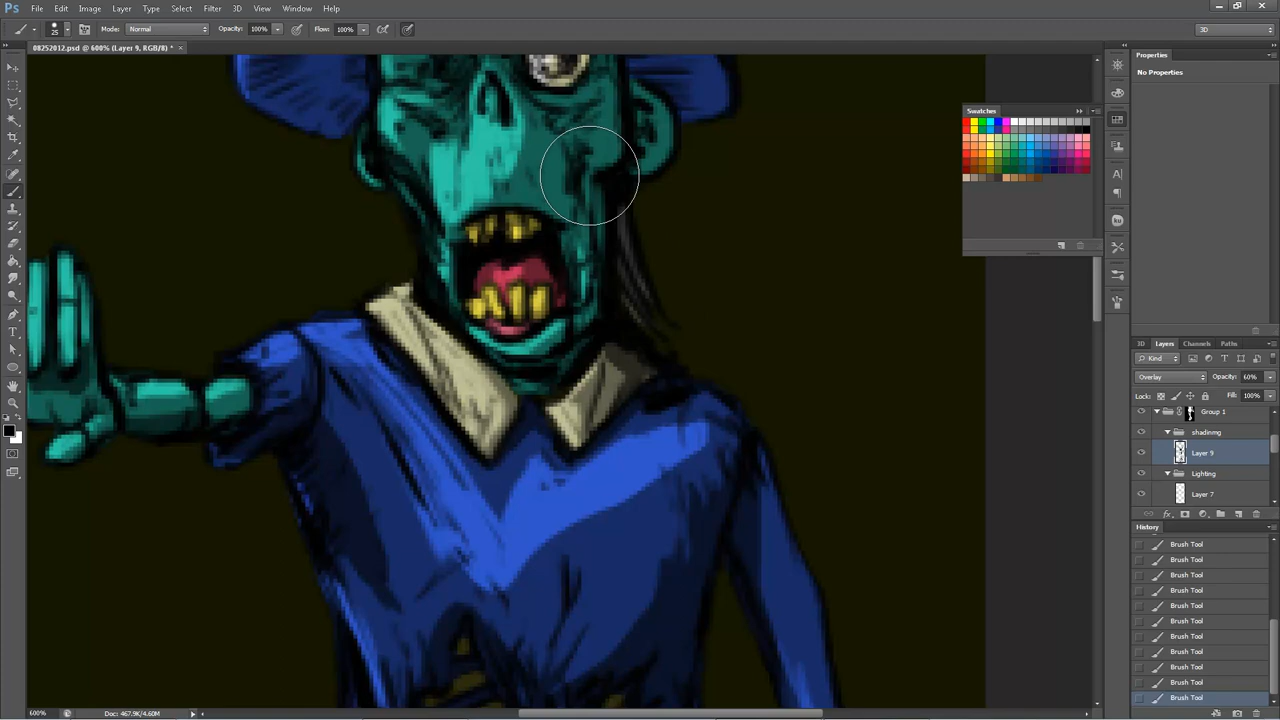 Ps File Edit Image Layer Type Select Filter 3D View Window Help
25 Mode: Normal Opacity: 100% Flow: 100% 3D
08252012.psd @ 600% (Layer 9, RGB/8) * ×
Properties
No Properties
Swatches
3D Layers Channels Paths
Kind
Overlay Opacity: 60%
Lock: Fill: 100%
Group 1
shadinmg
Layer 9
Lighting
Layer 7
fx
History
Brush Tool
Brush Tool
Brush Tool
Brush Tool
Brush Tool
Brush Tool
Brush Tool
Brush Tool
Brush Tool
Brush Tool
Brush Tool
600% Doc: 467.9K/4.60M